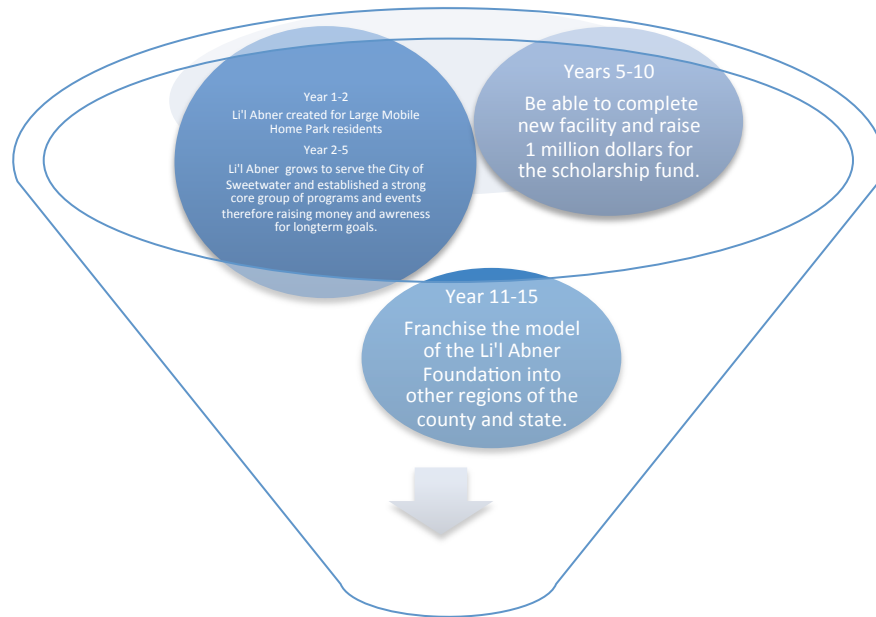 Year 1-2
Li'l Abner created for Large Mobile
Home Park residents
Year 2-5
Li'l Abner grows to serve the City of
Sweetwater and established a strong
core group of programs and events
therefore raising money and awreness
for longterm goals.
Years 5-10
Be able to complete
new facility and raise
1 million dollars for
the scholarship fund.
Year 11-15
Franchise the model
of the Li'l Abner
Foundation into
other regions of the
county and state.